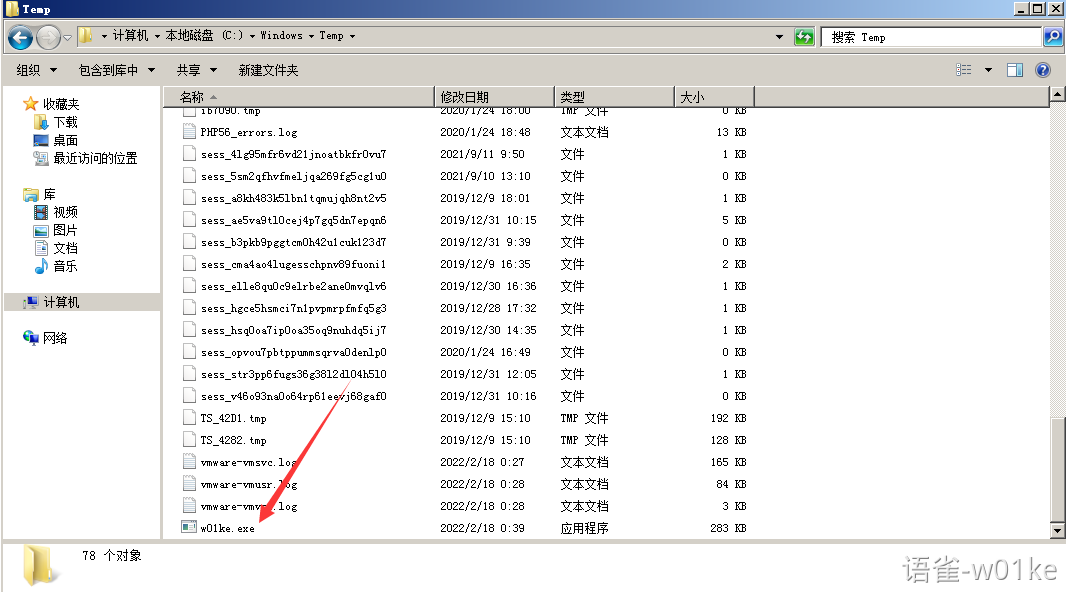 Temp
计算机 本地磁盘 (C:) Windows Temp
搜索 Temp
组织 包含到库中 共享 新建文件夹
收藏夹
下载
桌面
最近访问的位置
库
视频
图片
文档
音乐
计算机
网络
名称 修改日期 类型 大小
ib7090.tmp 2020/1/24 18:00 TMP 文件 0 KB
PHP56_errors.log 2020/1/24 18:48 文本文档 13 KB
sess_4lg95mfr6vd21jnoatbkfr0vu7 2021/9/11 9:50 文件 1 KB
sess_5sm2qfhvfmeljqa269fg5cg1u0 2021/9/10 13:10 文件 0 KB
sess_a8kh483k5lbn1tqmujqh8nt2v5 2019/12/9 18:01 文件 1 KB
sess_ae5va9tl0cej4p7gq5dn7epqn6 2019/12/31 10:15 文件 5 KB
sess_b3pkb9pggtcm0h42u1cuk123d7 2019/12/31 9:39 文件 0 KB
sess_cma4ao4lugesschpnv89fuoni1 2019/12/9 16:35 文件 2 KB
sess_elle8qu0c9elrbe2ane0mvqlv6 2019/12/30 16:36 文件 1 KB
sess_hgce5hsmci7n1pvpmrpfmfq5g3 2019/12/28 17:32 文件 1 KB
sess_hsq0oa7ip0oa35oq9nuhdq5ij7 2019/12/30 14:35 文件 1 KB
sess_opvou7pbtppummsqrva0denlp0 2020/1/24 16:49 文件 0 KB
sess_str3pp6fugs36g38l2dl04h5l0 2019/12/31 12:05 文件 1 KB
sess_v46o93na0o64rp61eevj68gaf0 2019/12/31 10:16 文件 0 KB
TS_42D1.tmp 2019/12/9 15:10 TMP 文件 192 KB
TS_4282.tmp 2019/12/9 15:10 TMP 文件 128 KB
vmware-vmsvc.log 2022/2/18 0:27 文本文档 165 KB
vmware-vmusr.log 2022/2/18 0:28 文本文档 84 KB
2022/2/18 0:28 文本文档 3 KB
w01ke.exe 2022/2/18 0:39 应用程序 283 KB
78 个对象
语雀-w01ke